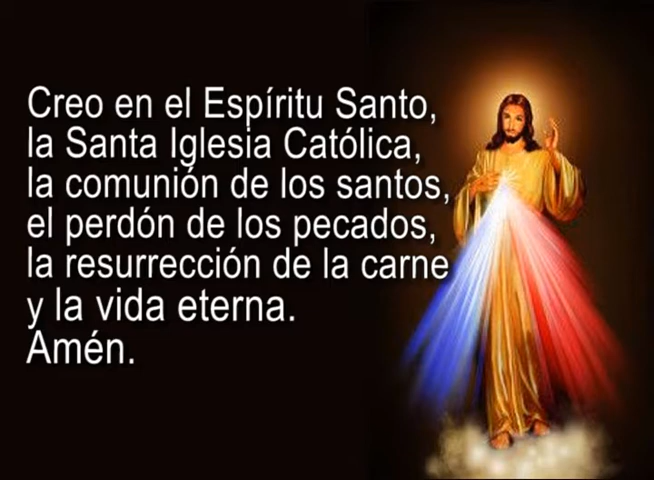 Creo en el Espíritu Santo,
la Santa Iglesia Católica,
la comunión de los santos,
el perdón de los pecados,
la resurrección de la carne
y la vida eterna.
Amén.